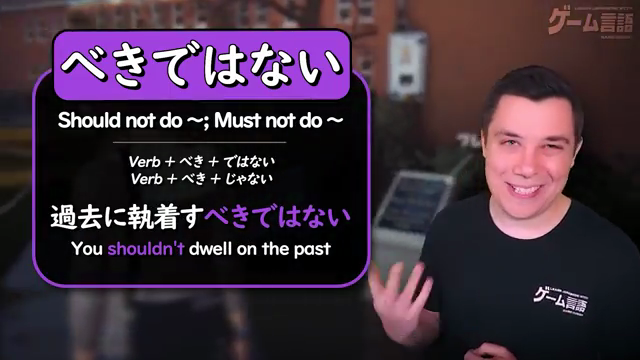 べきではない
Should not do ～; Must not do ～
Verb + べき + ではない
Verb + べき + じゃない
過去に執着すべきではない
You shouldn't dwell on the past
ゲーム言語
ゲーム言語